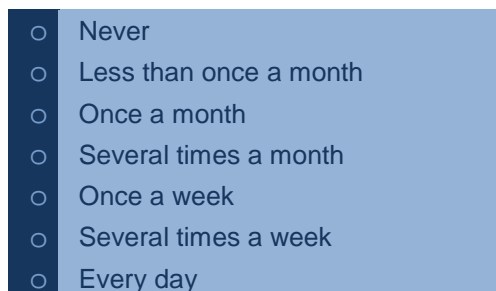 Never
Less than once a month
Once a month
Several times a month
Once a week
Several times a week
Every day